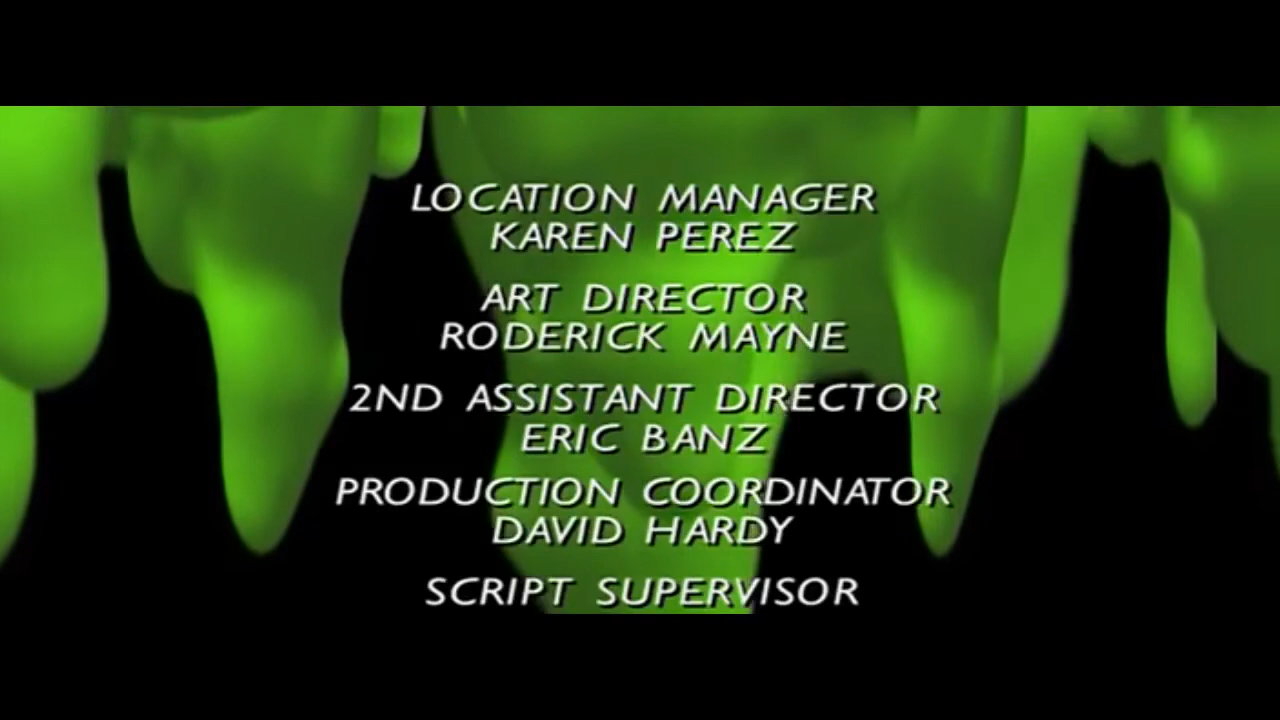 LOCATION MANAGER
KAREN PEREZ
ART DIRECTOR
RODERICK MAYNE
2ND ASSISTANT DIRECTOR
ERIC BANZ
PRODUCTION COORDINATOR
DAVID HARDY
SCRIPT SUPERVISOR